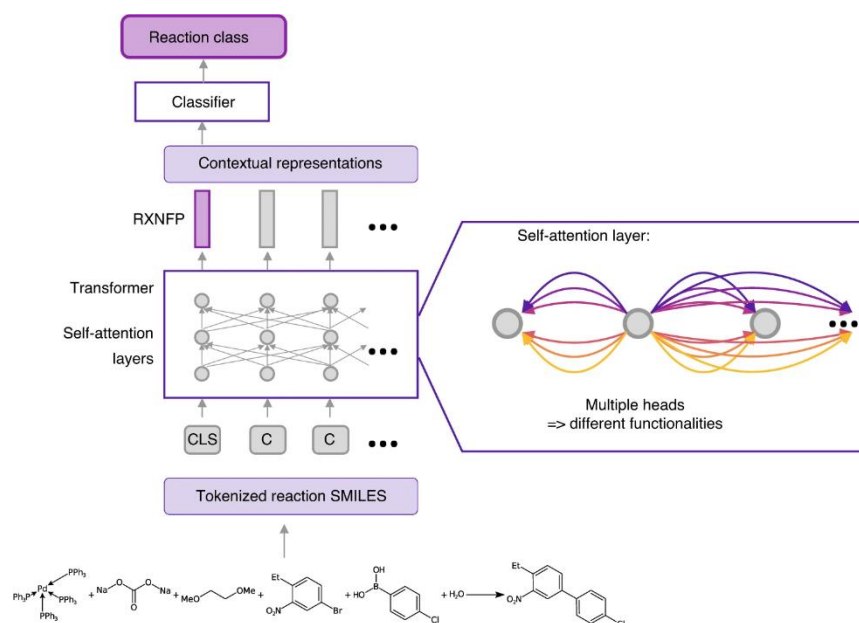 Reaction class
Classifier
Contextual representations
RXNFP
Transformer
Self-attention
layers
Self-attention layer:
Multiple heads
=> different functionalities
CLS C C
Tokenized reaction SMILES
Ph₃P Pd PPh₃ PPh₃ PPh₃ + Na O O Na O + MeO OMe + Et O₂N Br + OH HO B Cl + H₂O Et NO₂ Cl